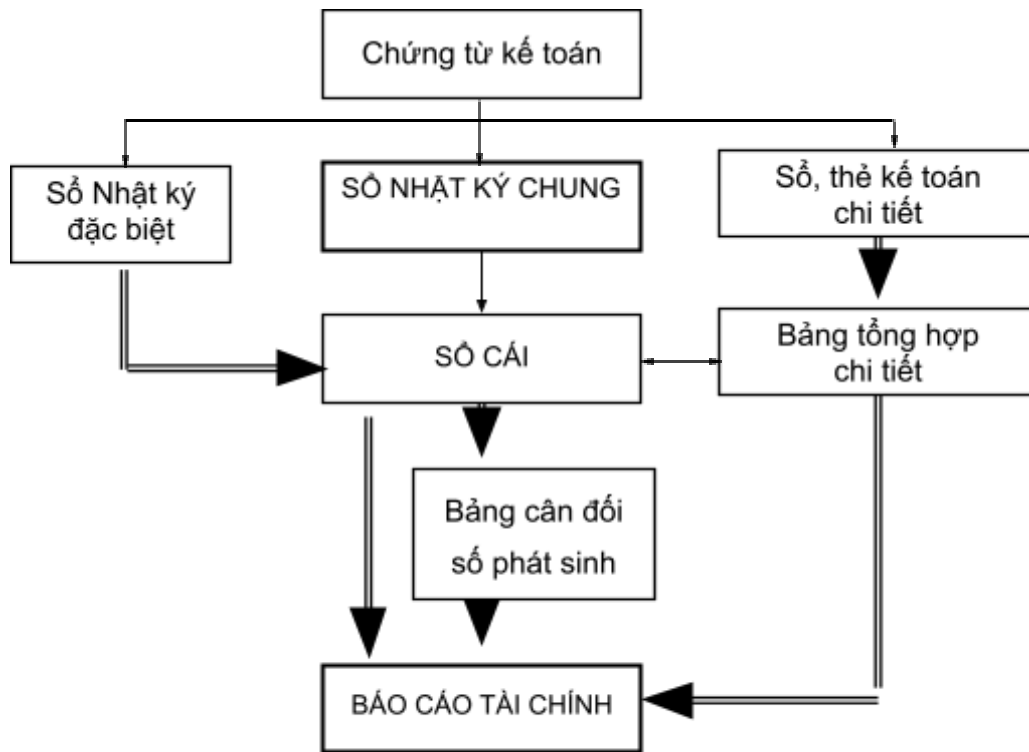 Chứng từ kế toán
Sổ Nhật ký
đặc biệt
SỔ NHẬT KÝ CHUNG
Sổ, thẻ kế toán
chi tiết
SỔ CÁI
Bảng tổng hợp
chi tiết
Bảng cân đối
số phát sinh
BÁO CÁO TÀI CHÍNH